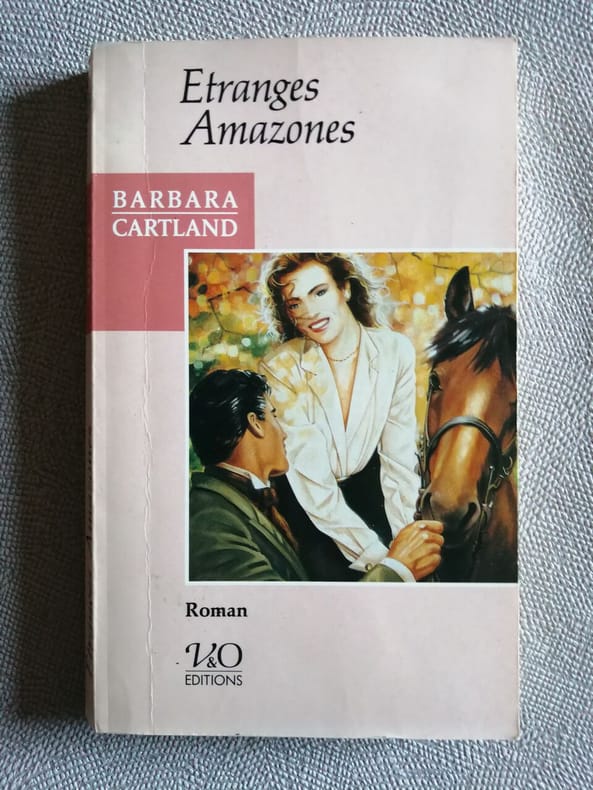 Etranges
Amazones
BARBARA
CARTLAND
Roman
V&O
EDITIONS